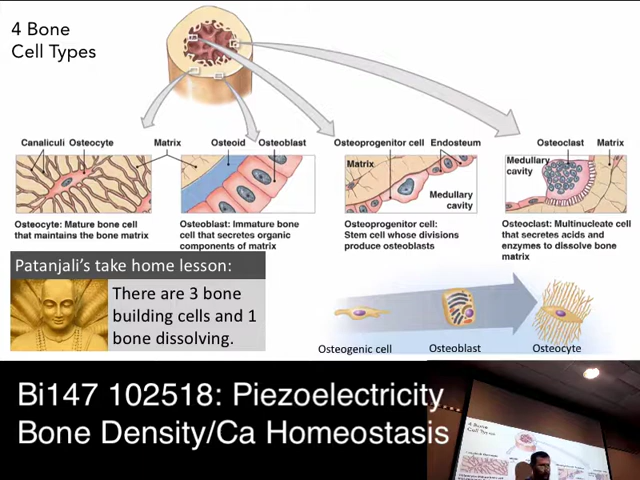 4 Bone
Cell Types
Canaliculi Osteocyte
Matrix
Osteoid
Osteoblast
Osteoprogenitor cell
Endosteum
Osteoclast
Matrix
Matrix
Medullary
cavity
Medullary
cavity
Osteocyte: Mature bone cell
that maintains the bone matrix
Osteoblast: Immature bone
cell that secretes organic
components of matrix
Osteoprogenitor cell:
Stem cell whose divisions
produce osteoblasts
Osteoclast: Multinucleate cell
that secretes acids and
enzymes to dissolve bone
matrix
Patanjali's take home lesson:
There are 3 bone
building cells and 1
bone dissolving.
Osteogenic cell
Osteoblast
Osteocyte
Bi147 102518: Piezoelectricity
Bone Density/Ca Homeostasis
4 Bone
Cell Types